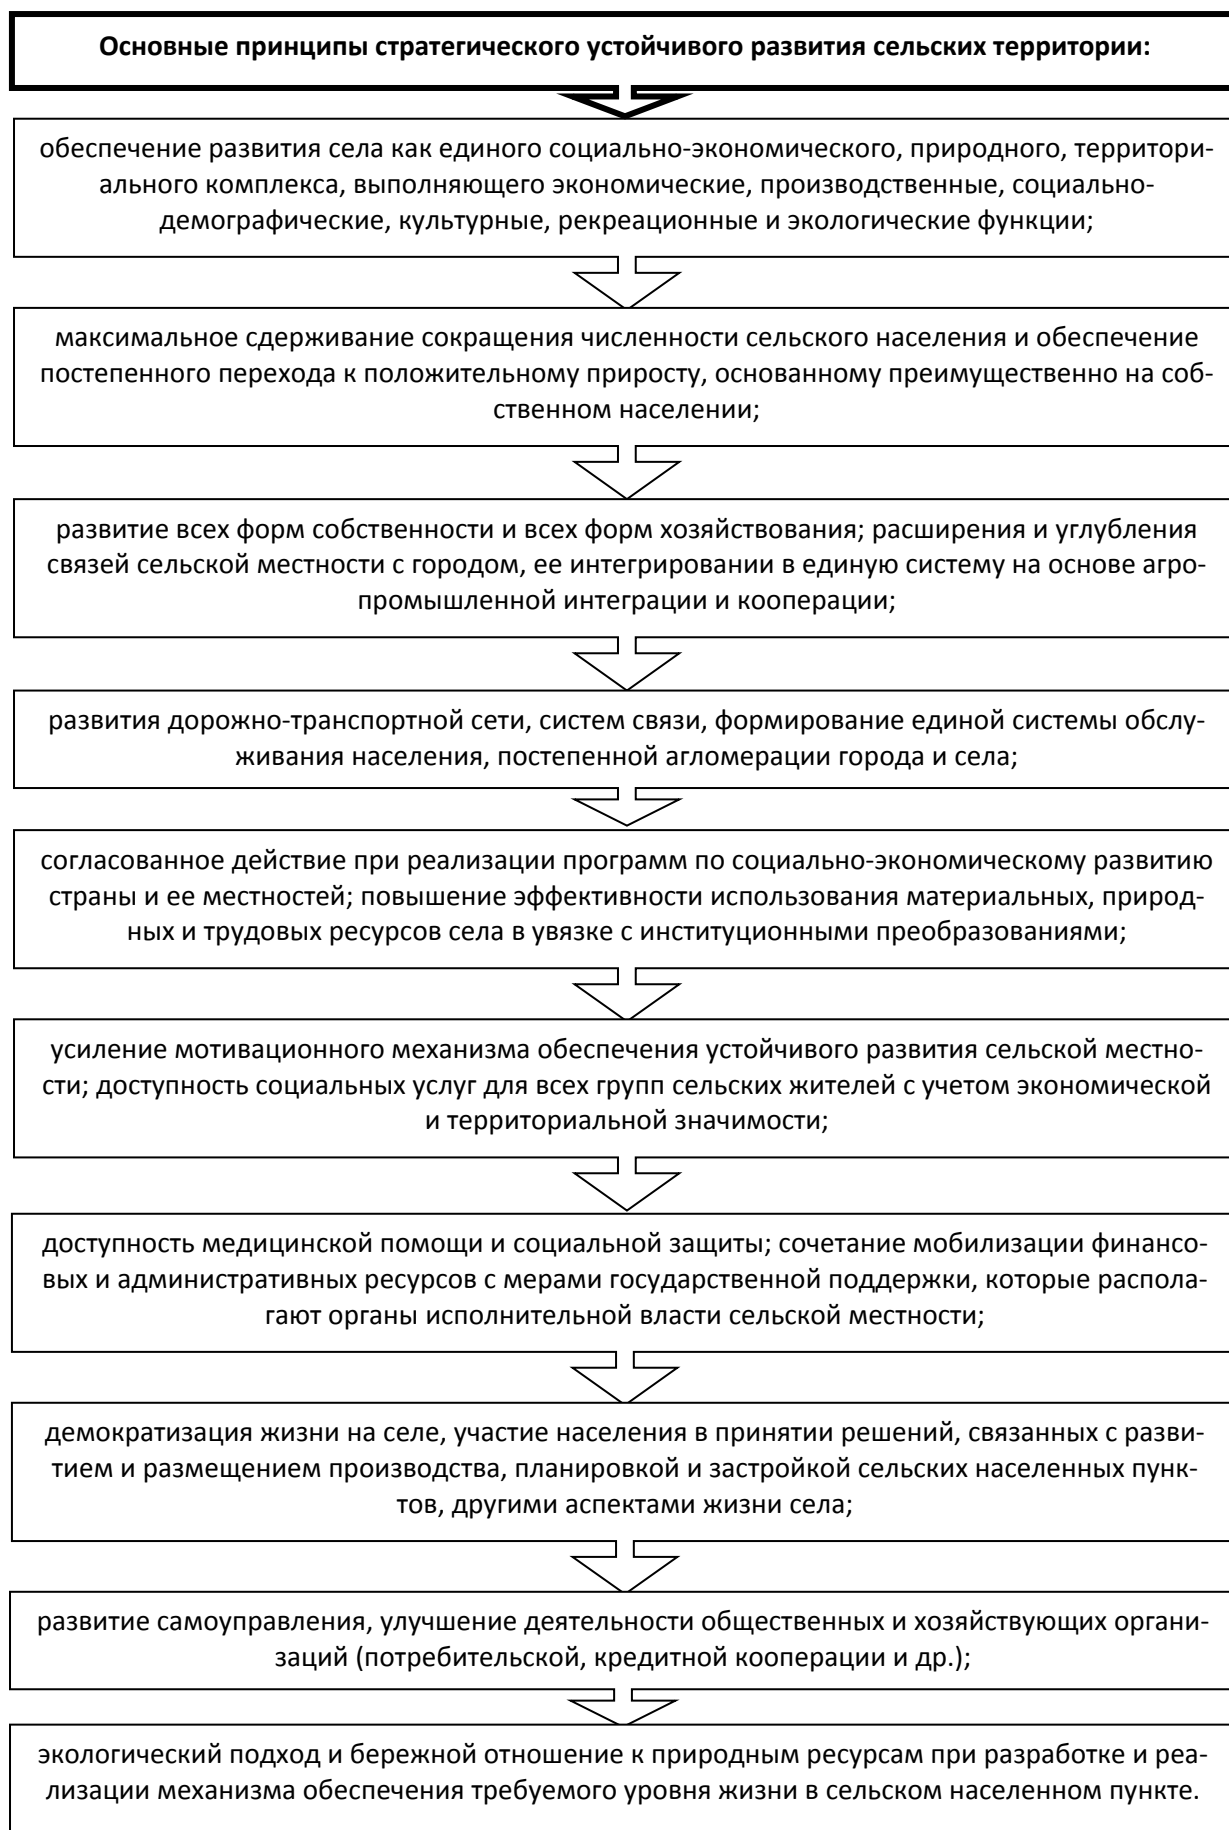 Основные принципы стратегического устойчивого развития сельских территории:
обеспечение развития села как единого социально-экономического, природного, территори-
ального комплекса, выполняющего экономические, производственные, социально-
демографические, культурные, рекреационные и экологические функции;
максимальное сдерживание сокращения численности сельского населения и обеспечение
постепенного перехода к положительному приросту, основанному преимущественно на соб-
ственном населении;
развитие всех форм собственности и всех форм хозяйствования; расширения и углубления
связей сельской местности с городом, ее интегрировании в единую систему на основе агро-
промышленной интеграции и кооперации;
развития дорожно-транспортной сети, систем связи, формирование единой системы обслу-
живания населения, постепенной агломерации города и села;
согласованное действие при реализации программ по социально-экономическому развитию
страны и ее местностей; повышение эффективности использования материальных, природ-
ных и трудовых ресурсов села в увязке с институционными преобразованиями;
усиление мотивационного механизма обеспечения устойчивого развития сельской местно-
сти; доступность социальных услуг для всех групп сельских жителей с учетом экономической
и территориальной значимости;
доступность медицинской помощи и социальной защиты; сочетание мобилизации финансо-
вых и административных ресурсов с мерами государственной поддержки, которые распола-
гают органы исполнительной власти сельской местности;
демократизация жизни на селе, участие населения в принятии решений, связанных с разви-
тием и размещением производства, планировкой и застройкой сельских населенных пунк-
тов, другими аспектами жизни села;
развитие самоуправления, улучшение деятельности общественных и хозяйствующих органи-
заций (потребительской, кредитной кооперации и др.);
экологический подход и бережной отношение к природным ресурсам при разработке и реа-
лизации механизма обеспечения требуемого уровня жизни в сельском населенном пункте.